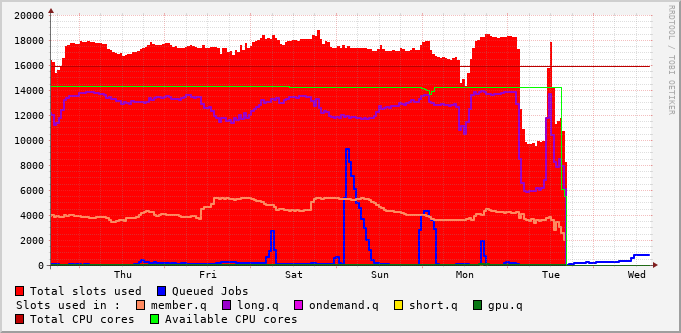 20000
18000
16000
14000
12000
10000
8000
6000
4000
2000
0
Thu Fri Sat Sun Mon Tue Wed
RRDTOOL / TOBI OETIKER
Total slots used Queued Jobs
Slots used in : member.q long.q ondemand.q short.q gpu.q
Total CPU cores Available CPU cores